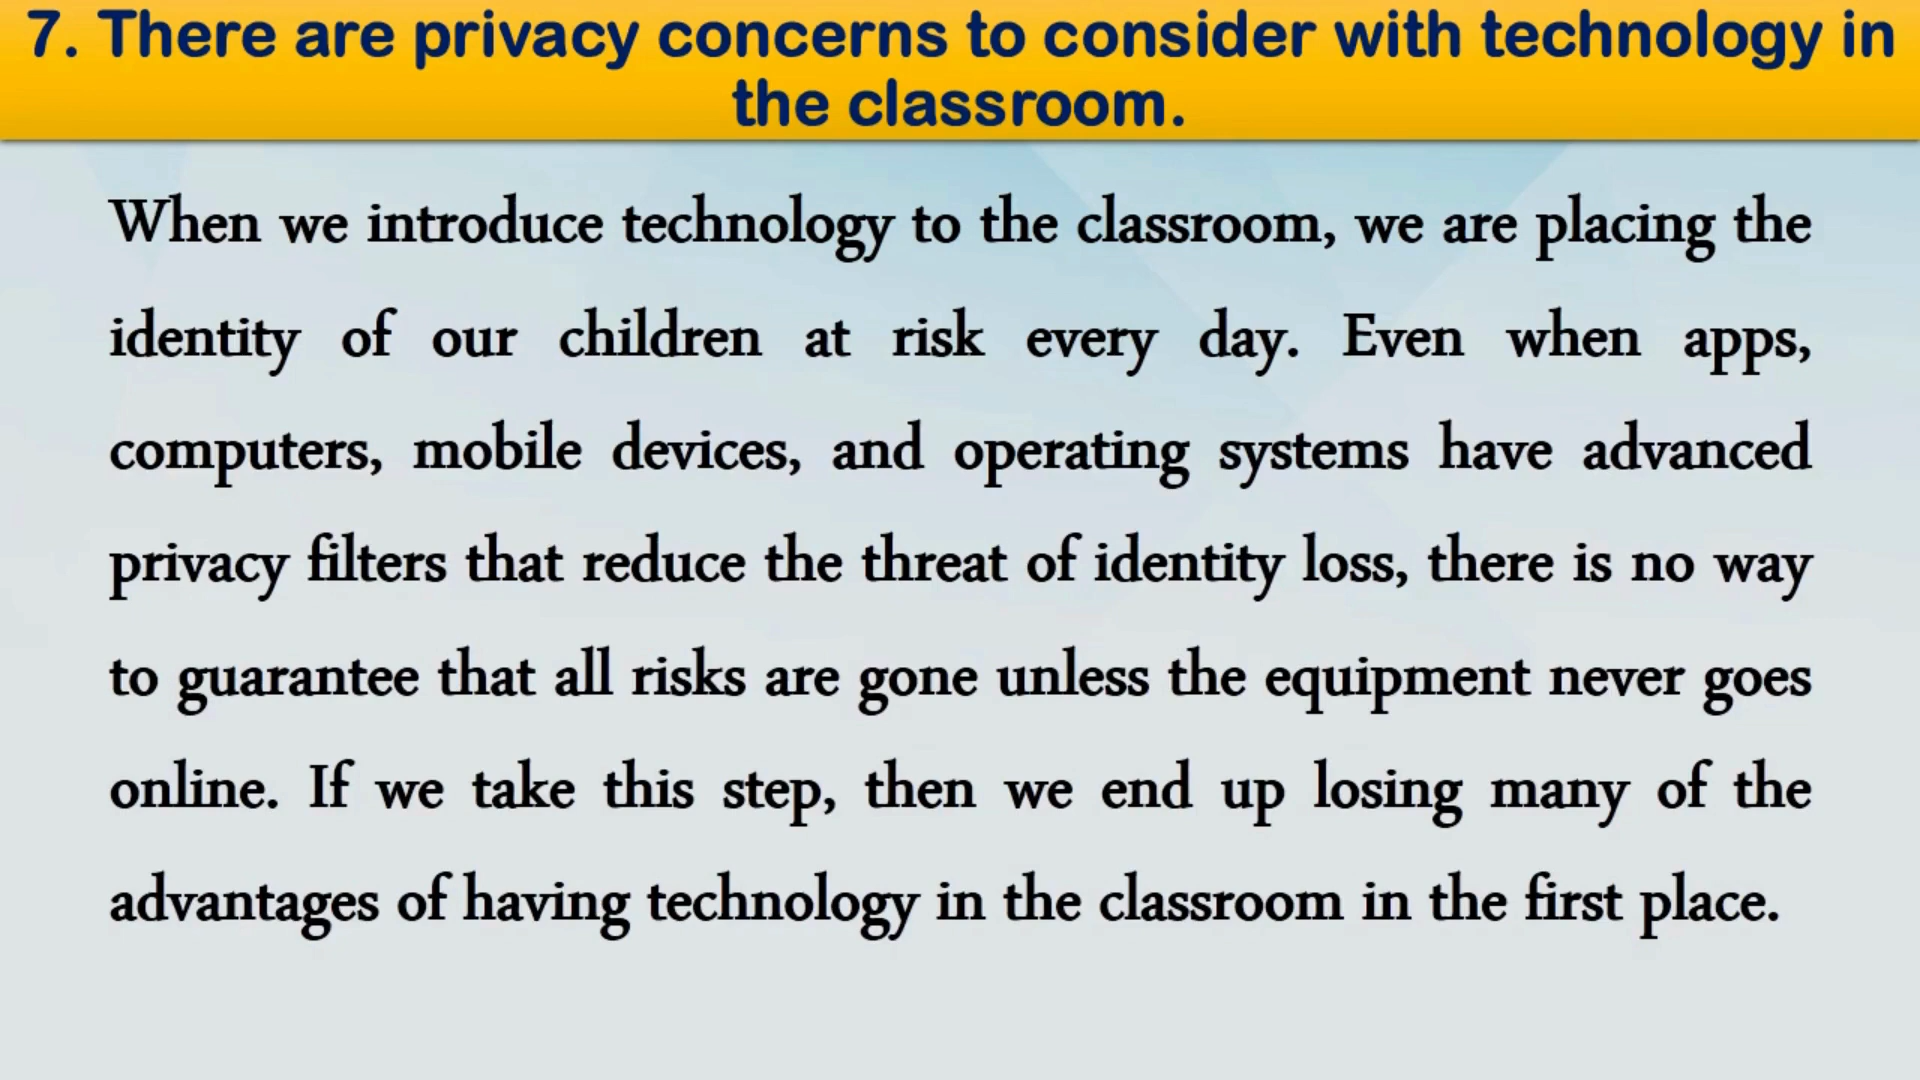 7. There are privacy concerns to consider with technology in
the classroom.
When we introduce technology to the classroom, we are placing the
identity of our children at risk every day. Even when apps,
computers, mobile devices, and operating systems have advanced
privacy filters that reduce the threat of identity loss, there is no way
to guarantee that all risks are gone unless the equipment never goes
online. If we take this step, then we end up losing many of the
advantages of having technology in the classroom in the first place.